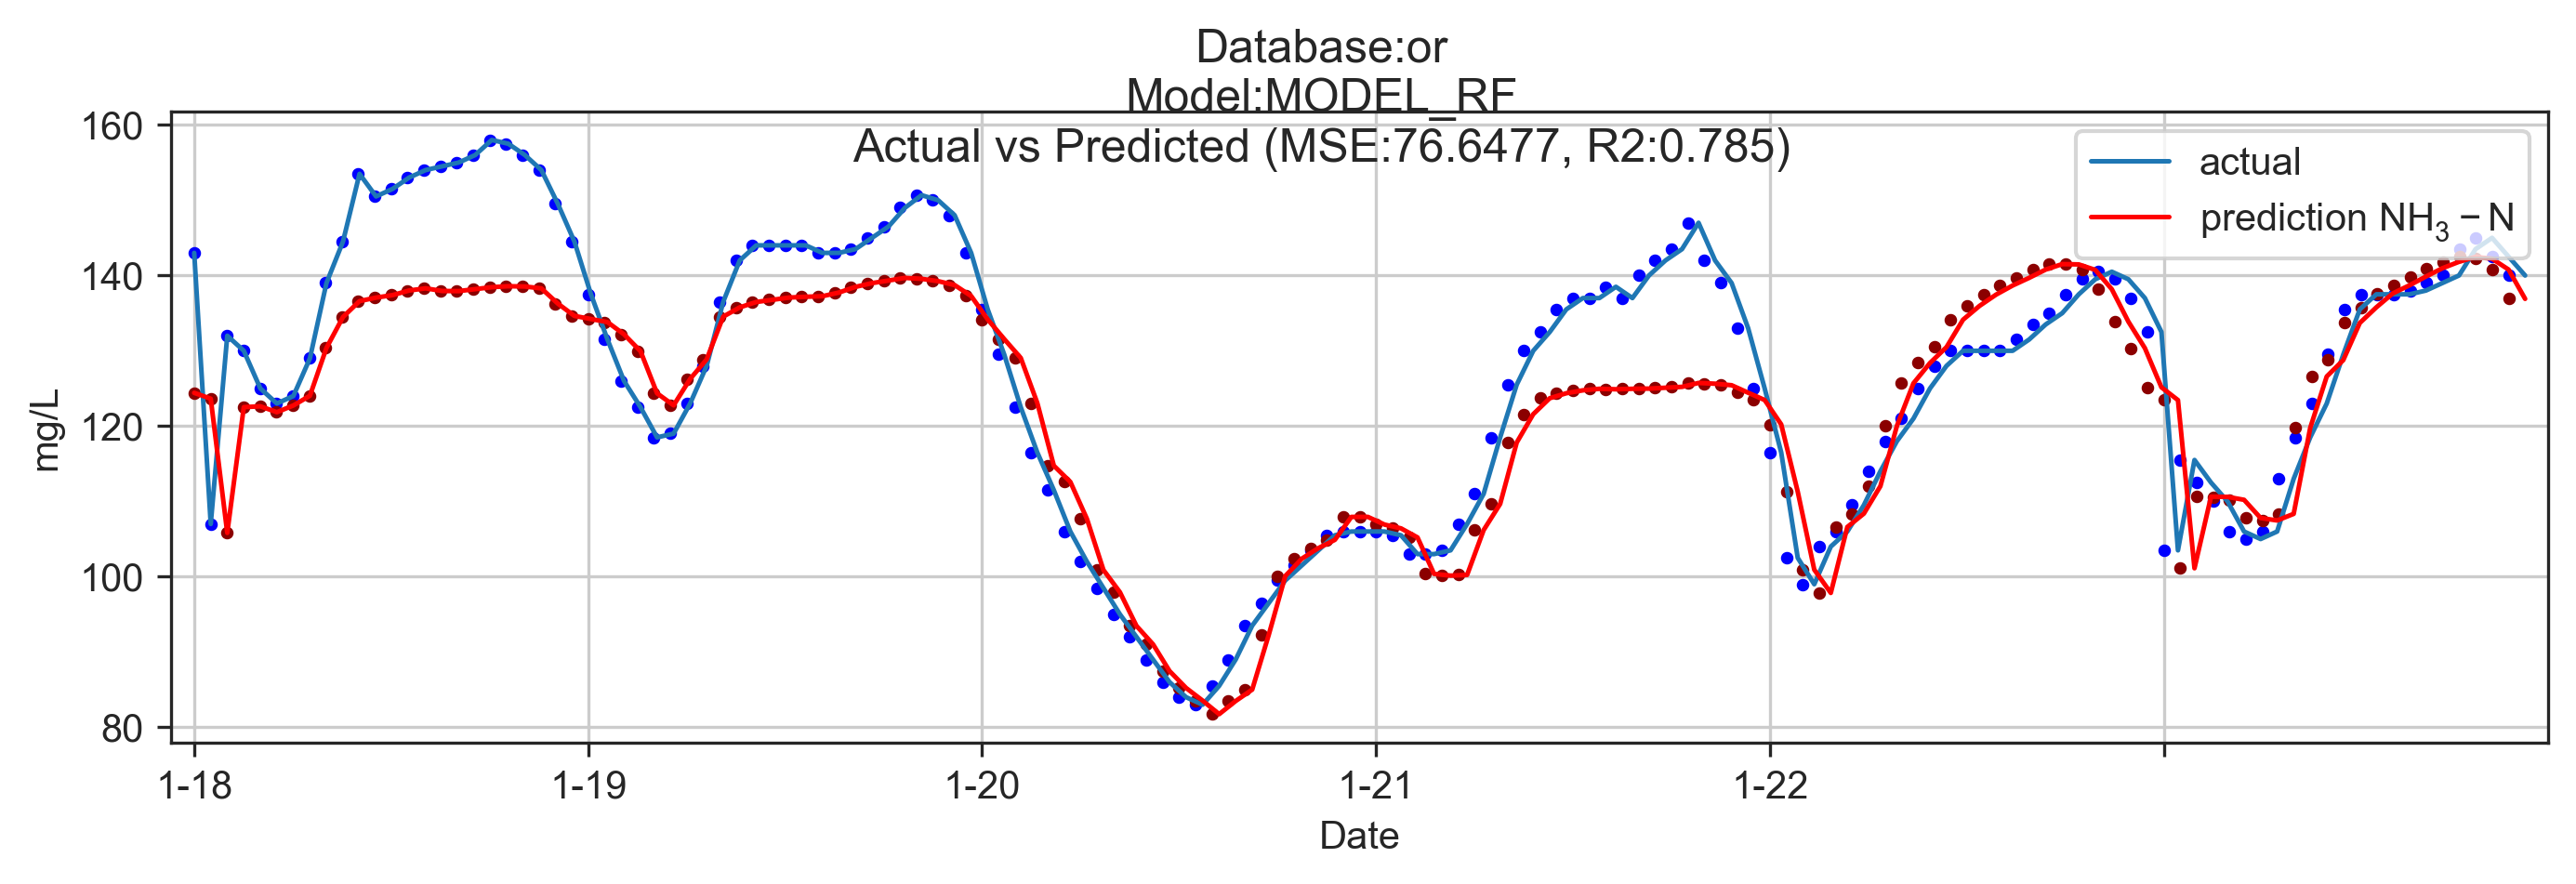 Database:or
Model:MODEL_RF
Actual vs Predicted (MSE:76.6477, R2:0.785)
actual
prediction NH₃ − N
mg/L
160
140
120
100
80
1-18 1-19 1-20 1-21 1-22
Date